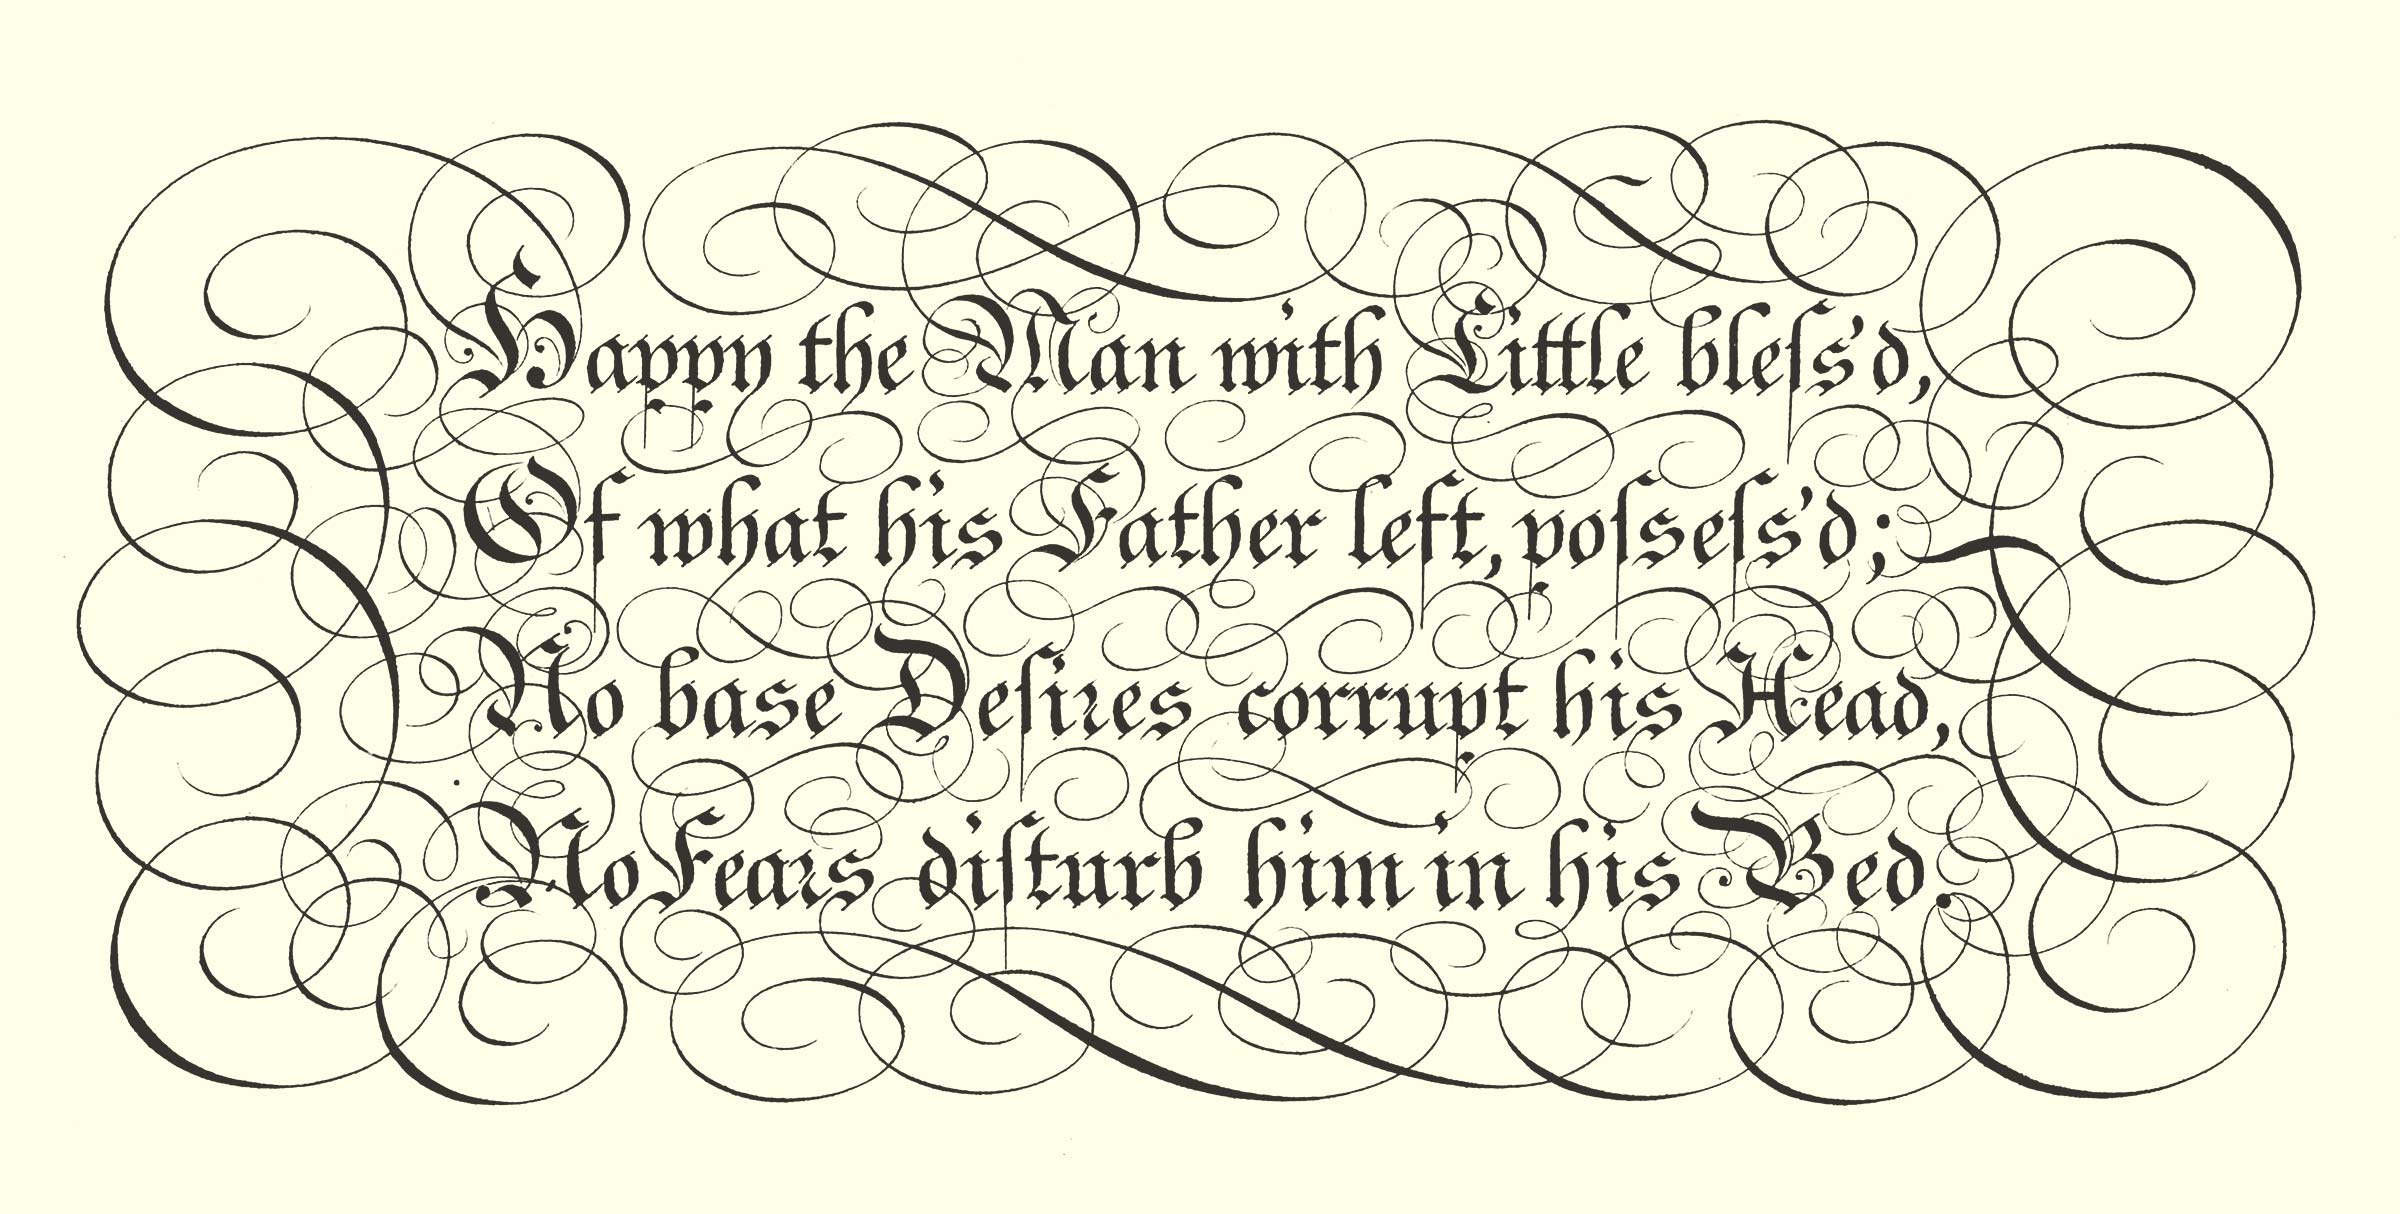 Happy the Man with Little bleſs'd,
Of what his Father left, poſseſs'd;
No base Deſires corrupt his Head,
No Fears diſturb him in his Bed.